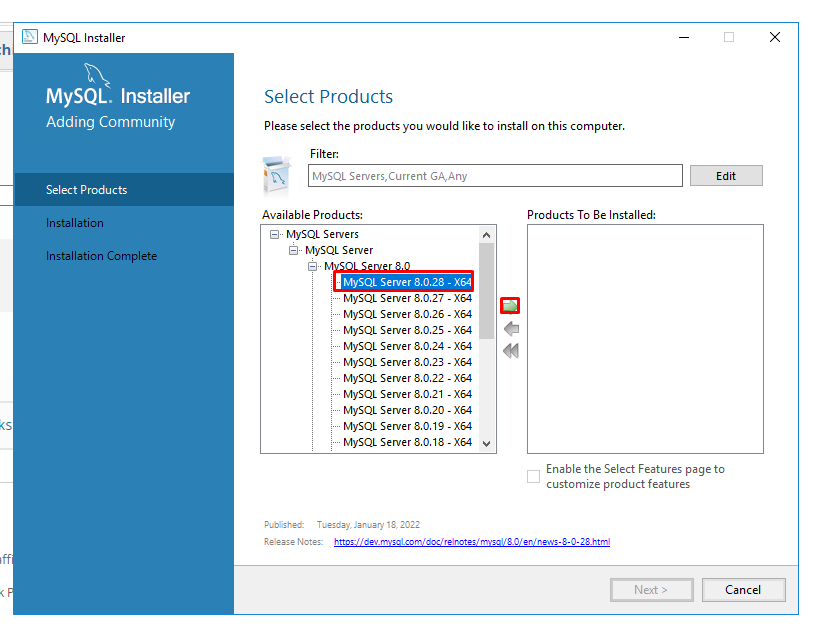 MySQL Installer
MySQL. Installer
Adding Community
Select Products
Installation
Installation Complete
Select Products
Please select the products you would like to install on this computer.
Filter:
MySQL Servers,Current GA,Any
Edit
Available Products:
MySQL Servers
MySQL Server
MySQL Server 8.0
MySQL Server 8.0.28 - X64
MySQL Server 8.0.27 - X64
MySQL Server 8.0.26 - X64
MySQL Server 8.0.25 - X64
MySQL Server 8.0.24 - X64
MySQL Server 8.0.23 - X64
MySQL Server 8.0.22 - X64
MySQL Server 8.0.21 - X64
MySQL Server 8.0.20 - X64
MySQL Server 8.0.19 - X64
MySQL Server 8.0.18 - X64
Products To Be Installed:
Enable the Select Features page to
customize product features
Published: Tuesday, January 18, 2022
Release Notes: https://dev.mysql.com/doc/relnotes/mysql/8.0/en/news-8-0-28.html
Next >
Cancel